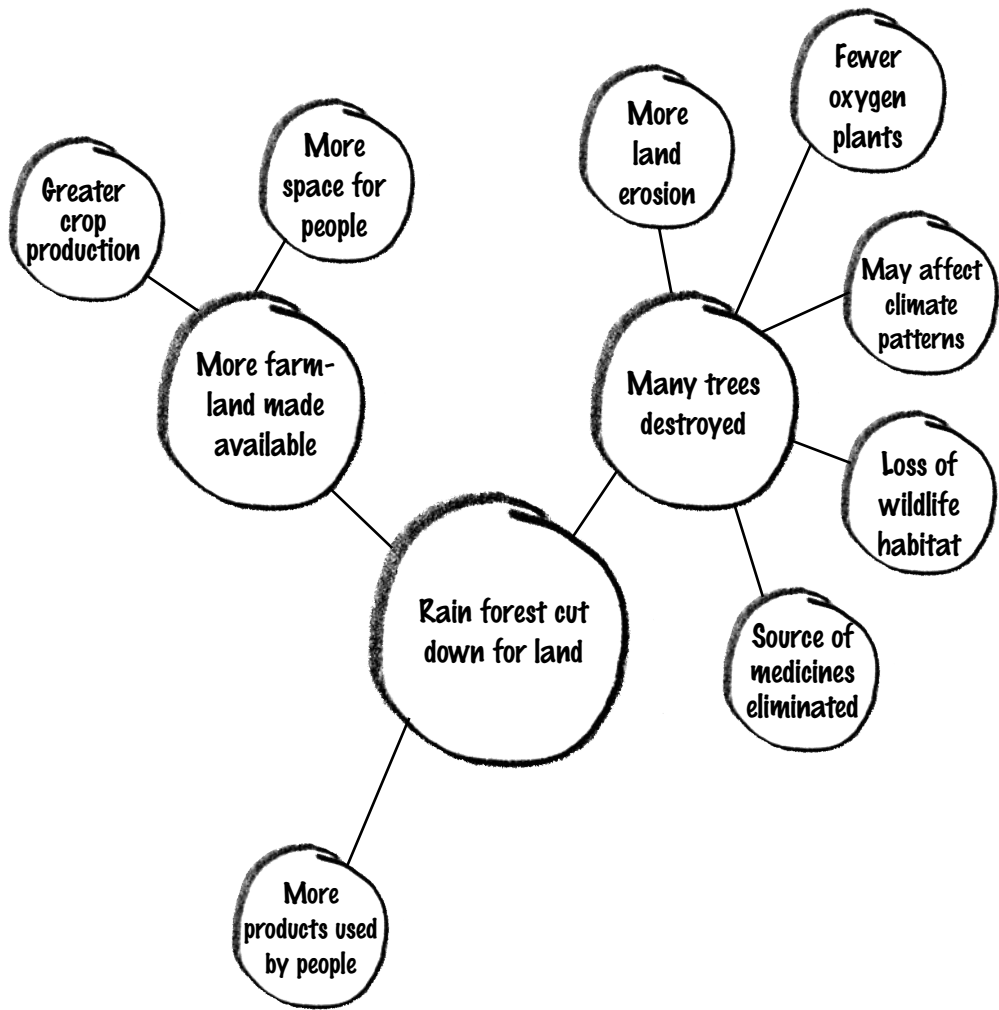 Fewer
oxygen
plants
More
land
erosion
More
space for
people
Greater
crop
production
May affect
climate
patterns
More farm-
land made
available
Many trees
destroyed
Loss of
wildlife
habitat
Rain forest cut
down for land
Source of
medicines
eliminated
More
products used
by people